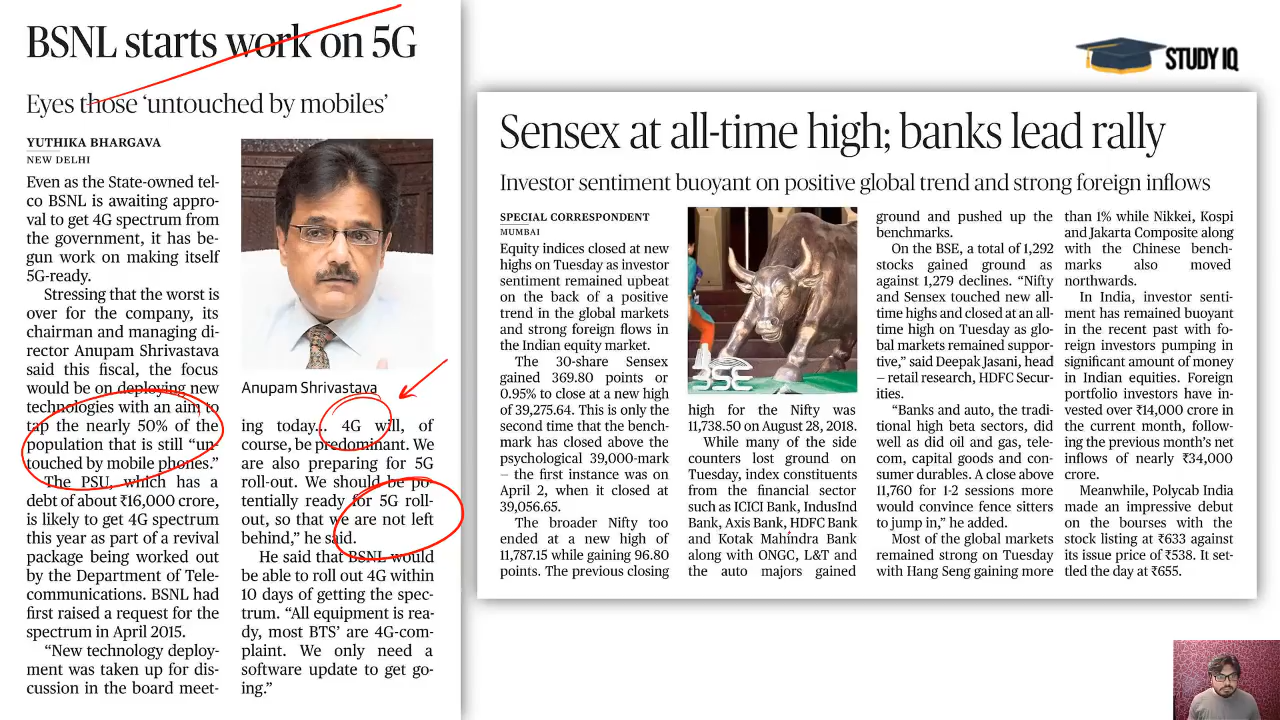 BSNL starts work on 5G
Eyes those ‘untouched by mobiles’
YUTHIKA BHARGAVA
NEW DELHI
Even as the State-owned tel-
co BSNL is awaiting appro-
val to get 4G spectrum from
the government, it has be-
gun work on making itself
5G-ready.
Stressing that the worst is
over for the company, its
chairman and managing di-
rector Anupam Shrivastava
said this fiscal, the focus
would be on deploying new
technologies with an aim to
tap the nearly 50% of the
population that is still “un-
touched by mobile phones.”
The PSU, which has a
debt of about ₹16,000 crore,
is likely to get 4G spectrum
this year as part of a revival
package being worked out
by the Department of Tele-
communications. BSNL had
first raised a request for the
spectrum in April 2015.
“New technology deploy-
ment was taken up for dis-
cussion in the board meet-
Anupam Shrivastava
ing today... 4G will, of
course, be predominant. We
are also preparing for 5G
roll-out. We should be po-
tentially ready for 5G roll-
out, so that we are not left
behind,” he said.
He said that BSNL would
be able to roll out 4G within
10 days of getting the spec-
trum. “All equipment is rea-
dy, most BTS’ are 4G-com-
plaint. We only need a
software update to get go-
ing.”
STUDY IQ
Sensex at all-time high; banks lead rally
Investor sentiment buoyant on positive global trend and strong foreign inflows
SPECIAL CORRESPONDENT
MUMBAI
Equity indices closed at new
highs on Tuesday as investor
sentiment remained upbeat
on the back of a positive
trend in the global markets
and strong foreign flows in
the Indian equity market.
The 30-share Sensex
gained 369.80 points or
0.95% to close at a new high
of 39,275.64. This is only the
second time that the bench-
mark has closed above the
psychological 39,000-mark
– the first instance was on
April 2, when it closed at
39,056.65.
The broader Nifty too
ended at a new high of
11,787.15 while gaining 96.80
points. The previous closing
BSE
high for the Nifty was
11,738.50 on August 28, 2018.
While many of the side
counters lost ground on
Tuesday, index constituents
from the financial sector
such as ICICI Bank, IndusInd
Bank, Axis Bank, HDFC Bank
and Kotak Mahindra Bank
along with ONGC, L&T and
the auto majors gained
ground and pushed up the
benchmarks.
On the BSE, a total of 1,292
stocks gained ground as
against 1,279 declines. “Nifty
and Sensex touched new all-
time highs and closed at an all-
time high on Tuesday as glo-
bal markets remained suppor-
tive,” said Deepak Jasani, head
– retail research, HDFC Secur-
ities.
“Banks and auto, the tradi-
tional high beta sectors, did
well as did oil and gas, tele-
com, capital goods and con-
sumer durables. A close above
11,760 for 1-2 sessions more
would convince fence sitters
to jump in,” he added.
Most of the global markets
remained strong on Tuesday
with Hang Seng gaining more
than 1% while Nikkei, Kospi
and Jakarta Composite along
with the Chinese bench-
marks also moved
northwards.
In India, investor senti-
ment has remained buoyant
in the recent past with fo-
reign investors pumping in
significant amount of money
in Indian equities. Foreign
portfolio investors have in-
vested over ₹14,000 crore in
the current month, follow-
ing the previous month’s net
inflows of nearly ₹34,000
crore.
Meanwhile, Polycab India
made an impressive debut
on the bourses with the
stock listing at ₹633 against
its issue price of ₹538. It set-
tled the day at ₹655.